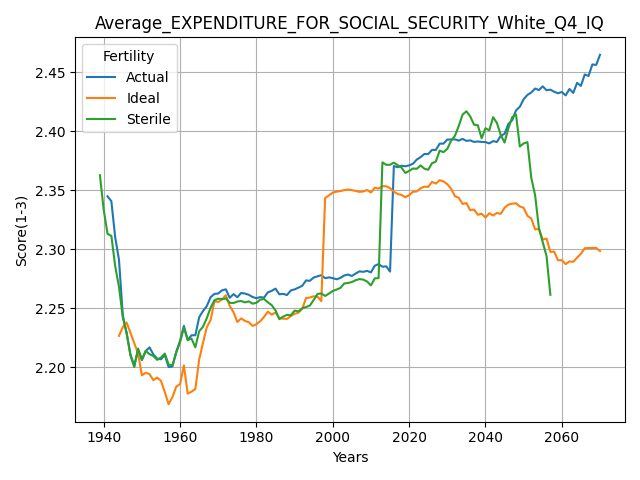 Average_EXPENDITURE_FOR_SOCIAL_SECURITY_White_Q4_IQ
Fertility
Actual
Ideal
Sterile
Score(1-3)
2.45
2.40
2.35
2.30
2.25
2.20
1940 1960 1980 2000 2020 2040 2060
Years